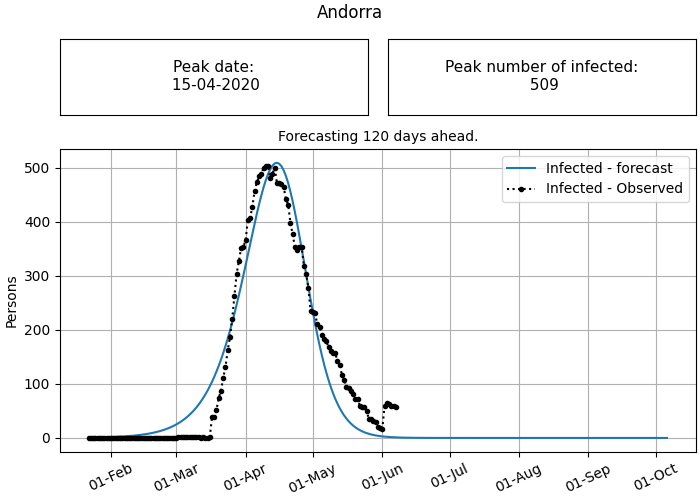 Andorra
Peak date:
15-04-2020
Peak number of infected:
509
Forecasting 120 days ahead.
Infected - forecast
Infected - Observed
Persons
500
400
300
200
100
0
01-Feb
01-Mar
01-Apr
01-May
01-Jun
01-Jul
01-Aug
01-Sep
01-Oct